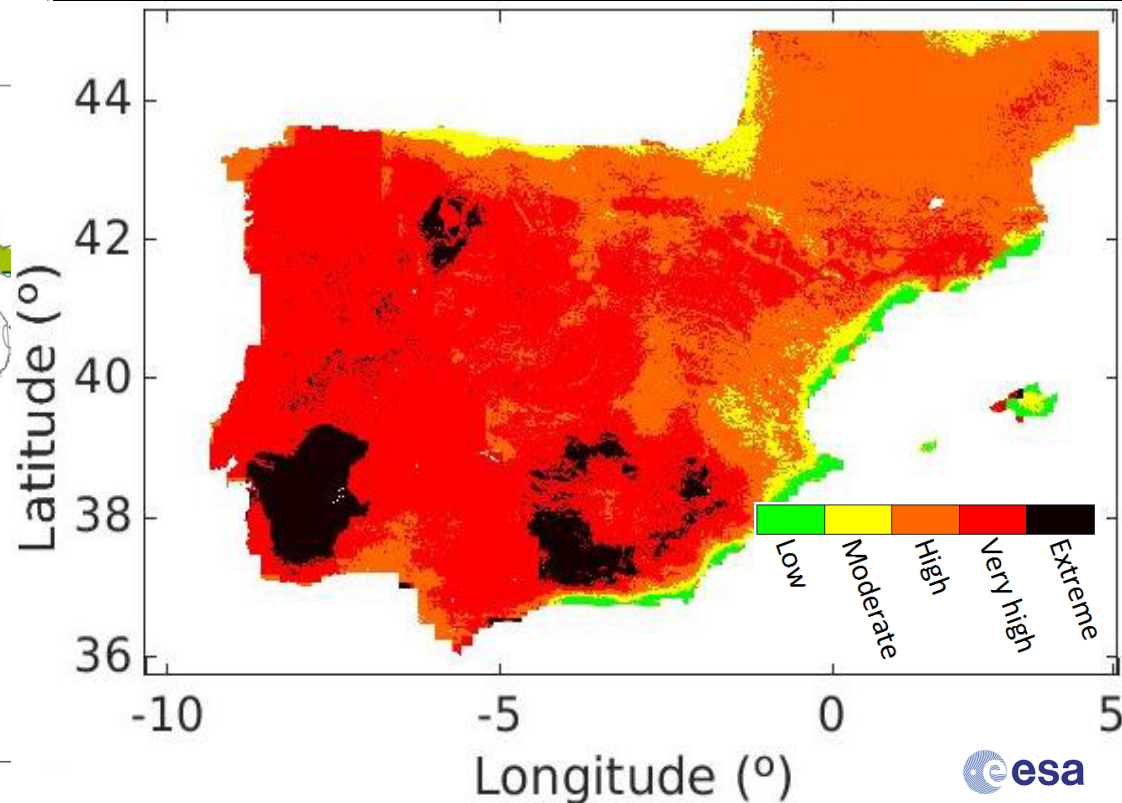 44
42
40
38
36
Latitude (º)
Low
Moderate
High
Very high
Extreme
-10
-5
0
5
Longitude (º)
esa